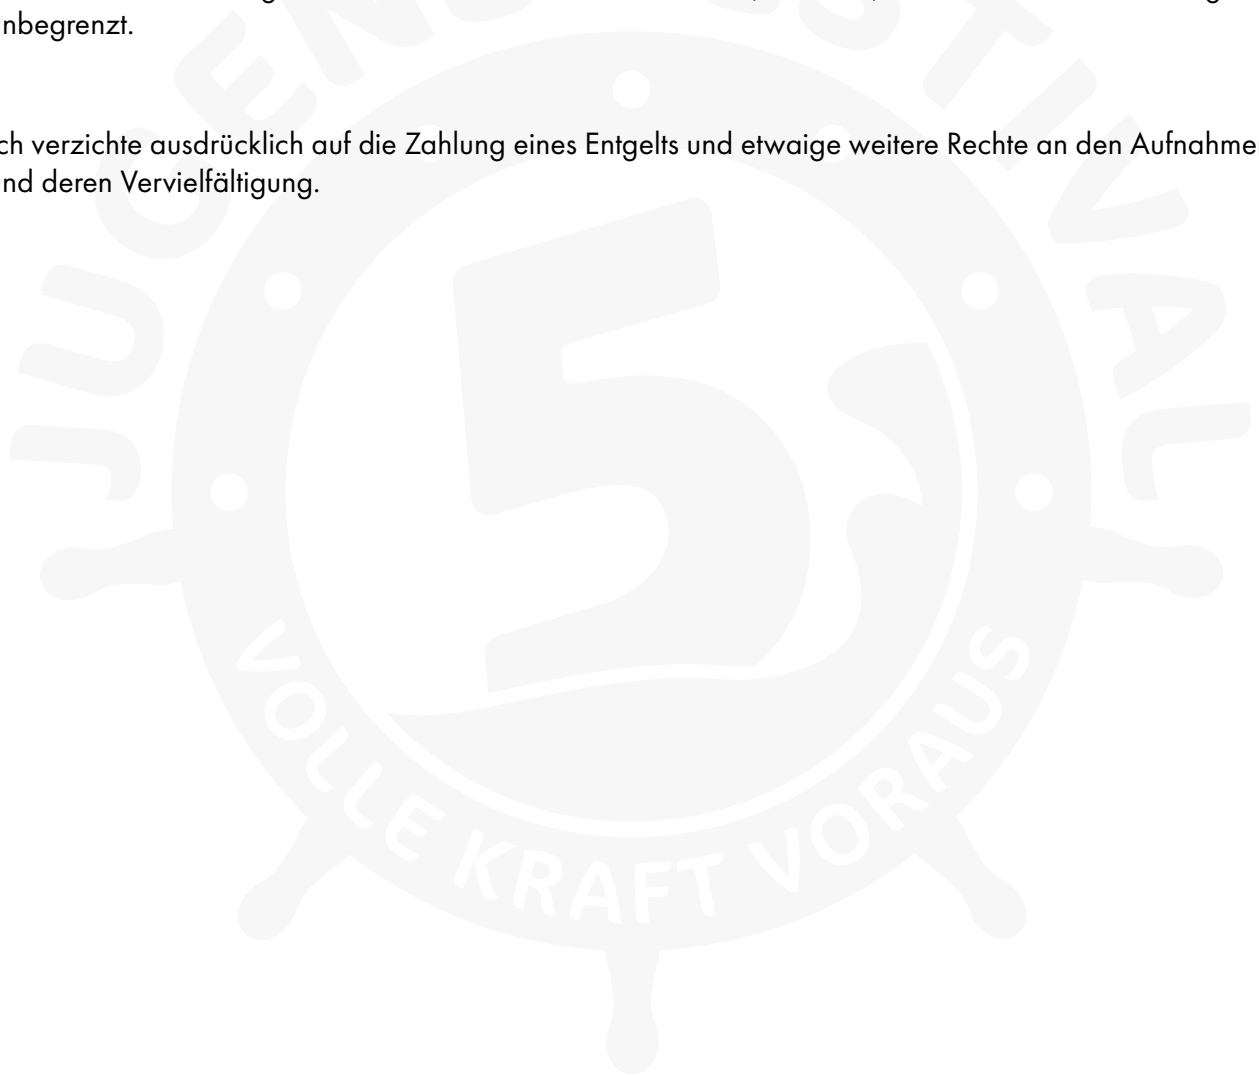 nbegrenzt.
ch verzichte ausdrücklich auf die Zahlung eines Entgelts und etwaige weitere Rechte an den Aufnahme
nd deren Vervielfältigung.
5
VOLLE KRAFT VORAUS